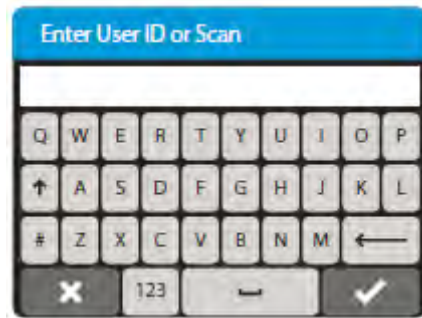 Enter User ID or Scan
Q W E R T Y U I O P
↑ A S D F G H J K L
# Z X C V B N M ←
123